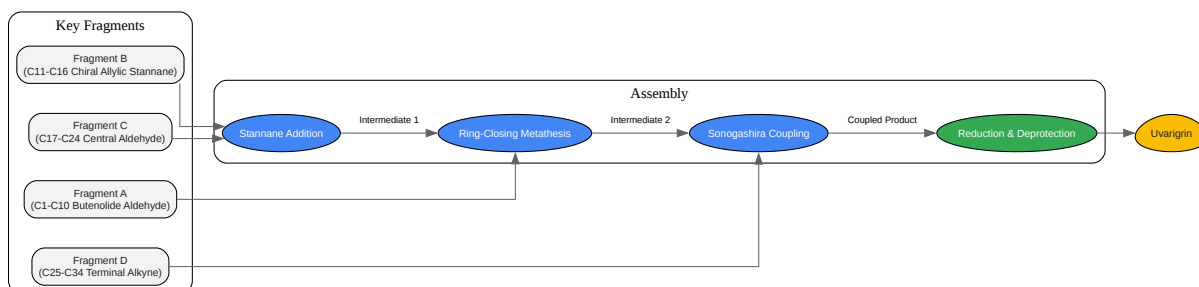 Key Fragments
Fragment B
(C11-C16 Chiral Allylic Stannane)
Fragment C
(C17-C24 Central Aldehyde)
Fragment A
(C1-C10 Butenolide Aldehyde)
Fragment D
(C25-C34 Terminal Alkyne)
Assembly
Stannane Addition
Intermediate 1
Ring-Closing Metathesis
Intermediate 2
Sonogashira Coupling
Coupled Product
Reduction & Deprotection
Uvarigrin